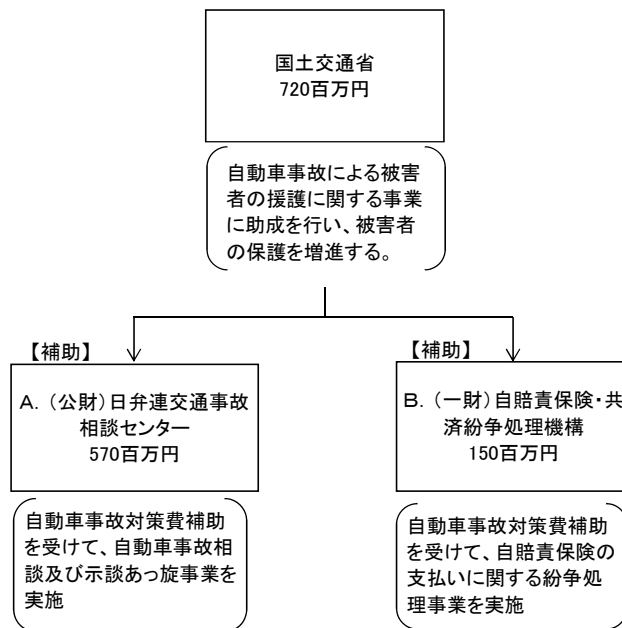 国土交通省
720百万円
自動車事故による被害
者の援護に関する事業
に助成を行い、被害者
の保護を増進する。
【補助】
A.（公財）日弁連交通事故
相談センター
570百万円
自動車事故対策費補助
を受けて、自動車事故相
談及び示談あっ旋事業を
実施
【補助】
B.（一財）自賠責保険・共
済紛争処理機構
150百万円
自動車事故対策費補助
を受けて、自賠責保険の
支払いに関する紛争処
理事業を実施